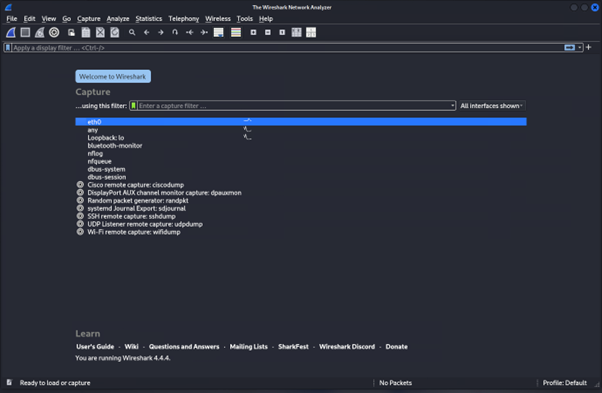 The Wireshark Network Analyzer
File Edit View Go Capture Analyze Statistics Telephony Wireless Tools Help
Apply a display filter ... <Ctrl-/>
Welcome to Wireshark
Capture
...using this filter: Enter a capture filter ... All interfaces shown
eth0
any
Loopback: lo
bluetooth-monitor
nflog
nfqueue
dbus-system
dbus-session
Cisco remote capture: ciscodump
DisplayPort AUX channel monitor capture: dpauxmon
Random packet generator: randpkt
systemd Journal Export: sdjournal
SSH remote capture: sshdump
UDP Listener remote capture: udpdump
Wi-Fi remote capture: wifidump
Learn
User's Guide · Wiki · Questions and Answers · Mailing Lists · SharkFest · Wireshark Discord · Donate
You are running Wireshark 4.4.4.
Ready to load or capture No Packets Profile: Default